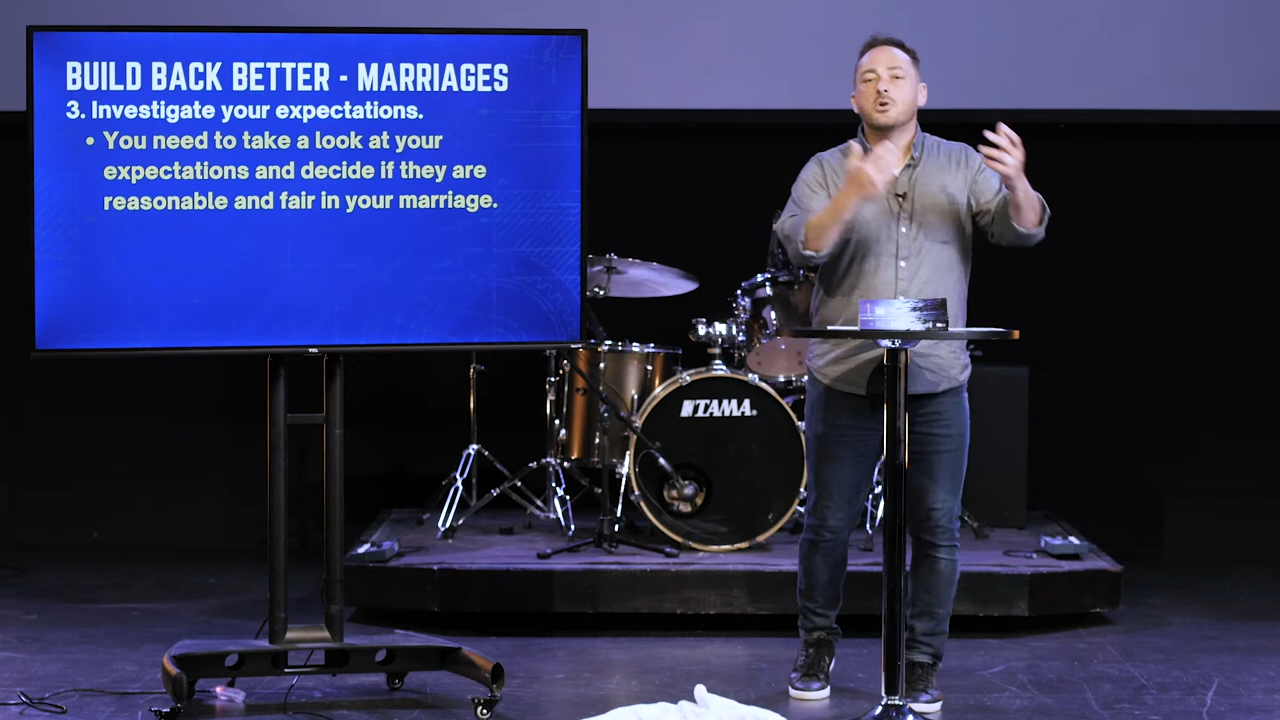 BUILD BACK BETTER - MARRIAGES
3. Investigate your expectations.
• You need to take a look at your
expectations and decide if they are
reasonable and fair in your marriage.
TCL
TAMA.